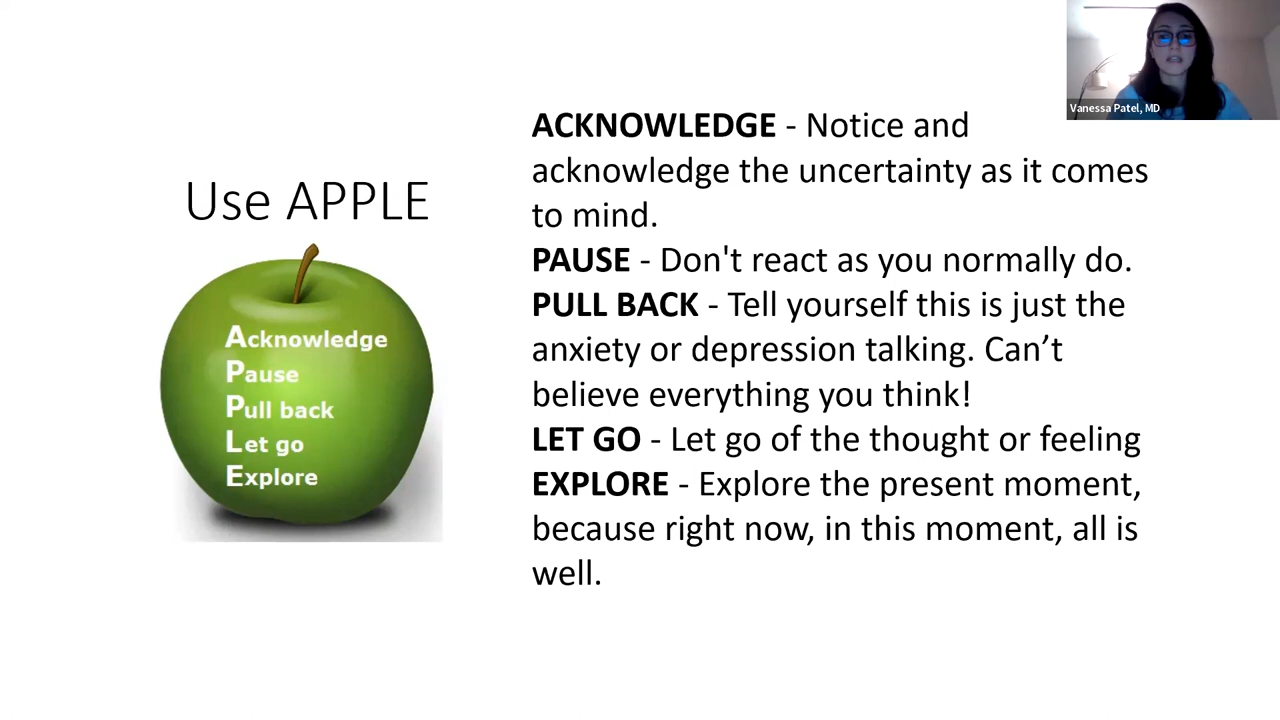 Vanessa Patel, MD
Use APPLE
Acknowledge
Pause
Pull back
Let go
Explore
ACKNOWLEDGE - Notice and
acknowledge the uncertainty as it comes
to mind.
PAUSE - Don't react as you normally do.
PULL BACK - Tell yourself this is just the
anxiety or depression talking. Can’t
believe everything you think!
LET GO - Let go of the thought or feeling
EXPLORE - Explore the present moment,
because right now, in this moment, all is
well.